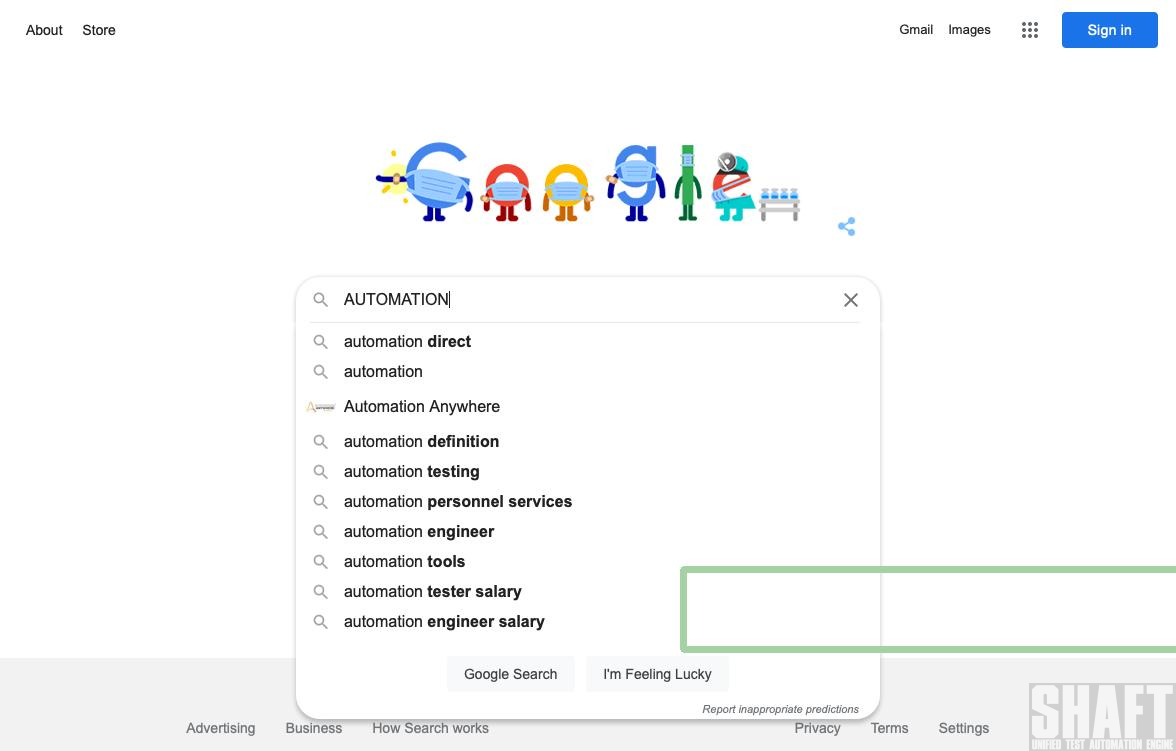 About Store
Gmail Images Sign in
Google
AUTOMATION
automation direct
automation
Automation Anywhere
automation definition
automation testing
automation personnel services
automation engineer
automation tools
automation tester salary
automation engineer salary
Google Search I'm Feeling Lucky
Report inappropriate predictions
Advertising Business How Search works
Privacy Terms Settings
SHAFT
UNIFIED TEST AUTOMATION ENGINE